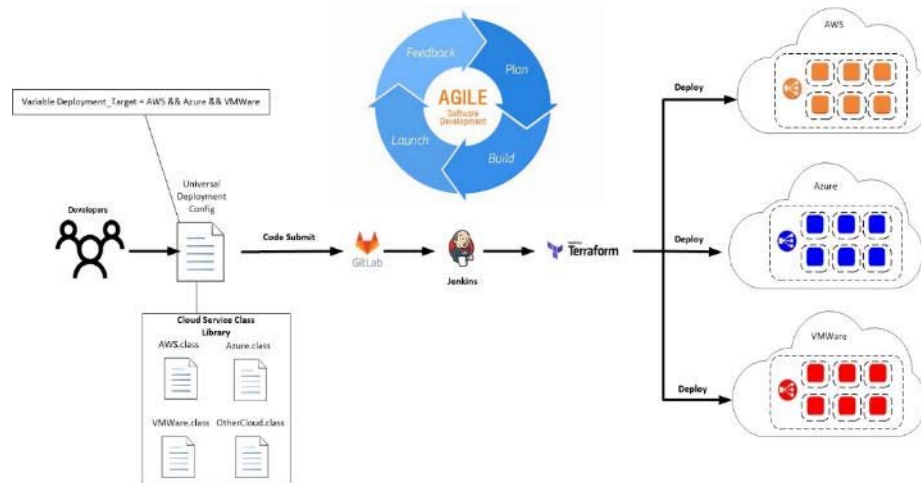 AWS
Feedback
Plan
AGILE
Software
Development
Launch
Build
Deploy
Variable Deployment_Target = AWS && Azure && VMWare
Universal
Deployment
Config
Developers
Code Submit
GitLab
Jenkins
Terraform
Deploy
Azure
Cloud Service Class
Library
AWS.class
Azure.class
VMWare.class
OtherCloud.class
VMWare
Deploy